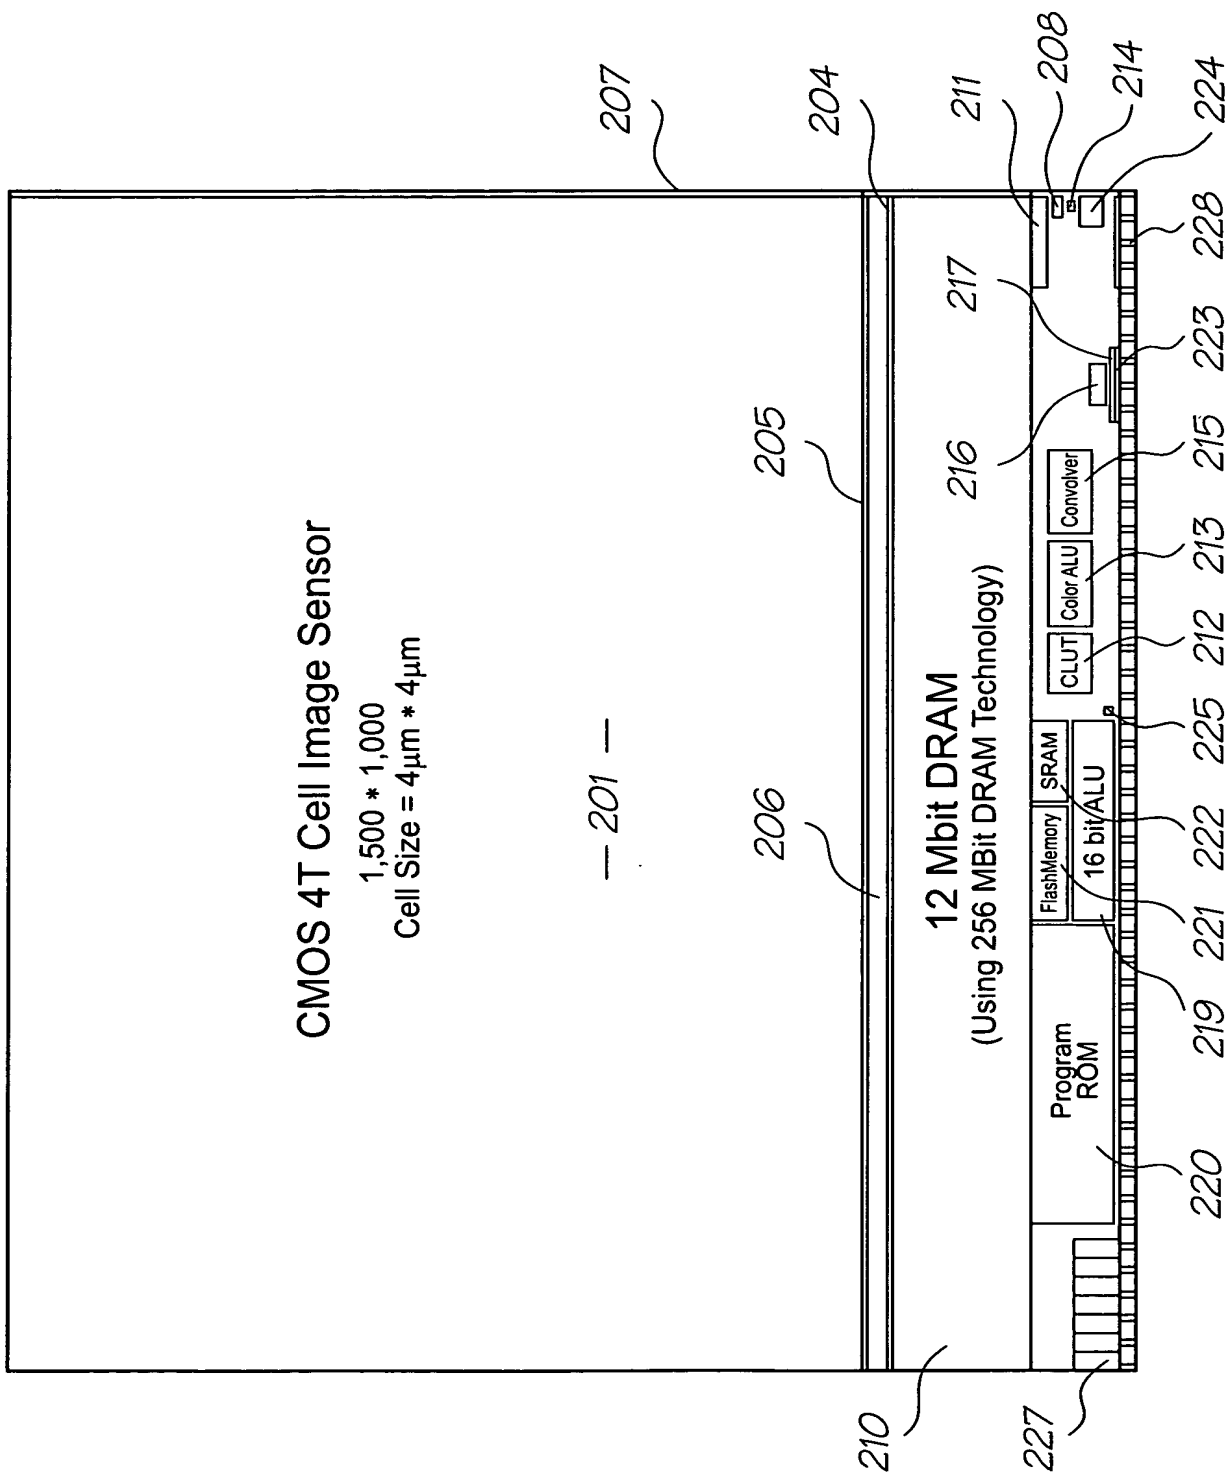 CMOS 4T Cell Image Sensor
1,500 * 1,000
Cell Size = 4µm * 4µm
— 201 —
207
205
206
204
12 Mbit DRAM
(Using 256 MBit DRAM Technology)
210
211
208
214
224
228
217
216
223
Convolver
215
Color ALU
213
CLUT
212
225
SRAM
222
FlashMemory
221
16 bit ALU
219
Program
ROM
220
227